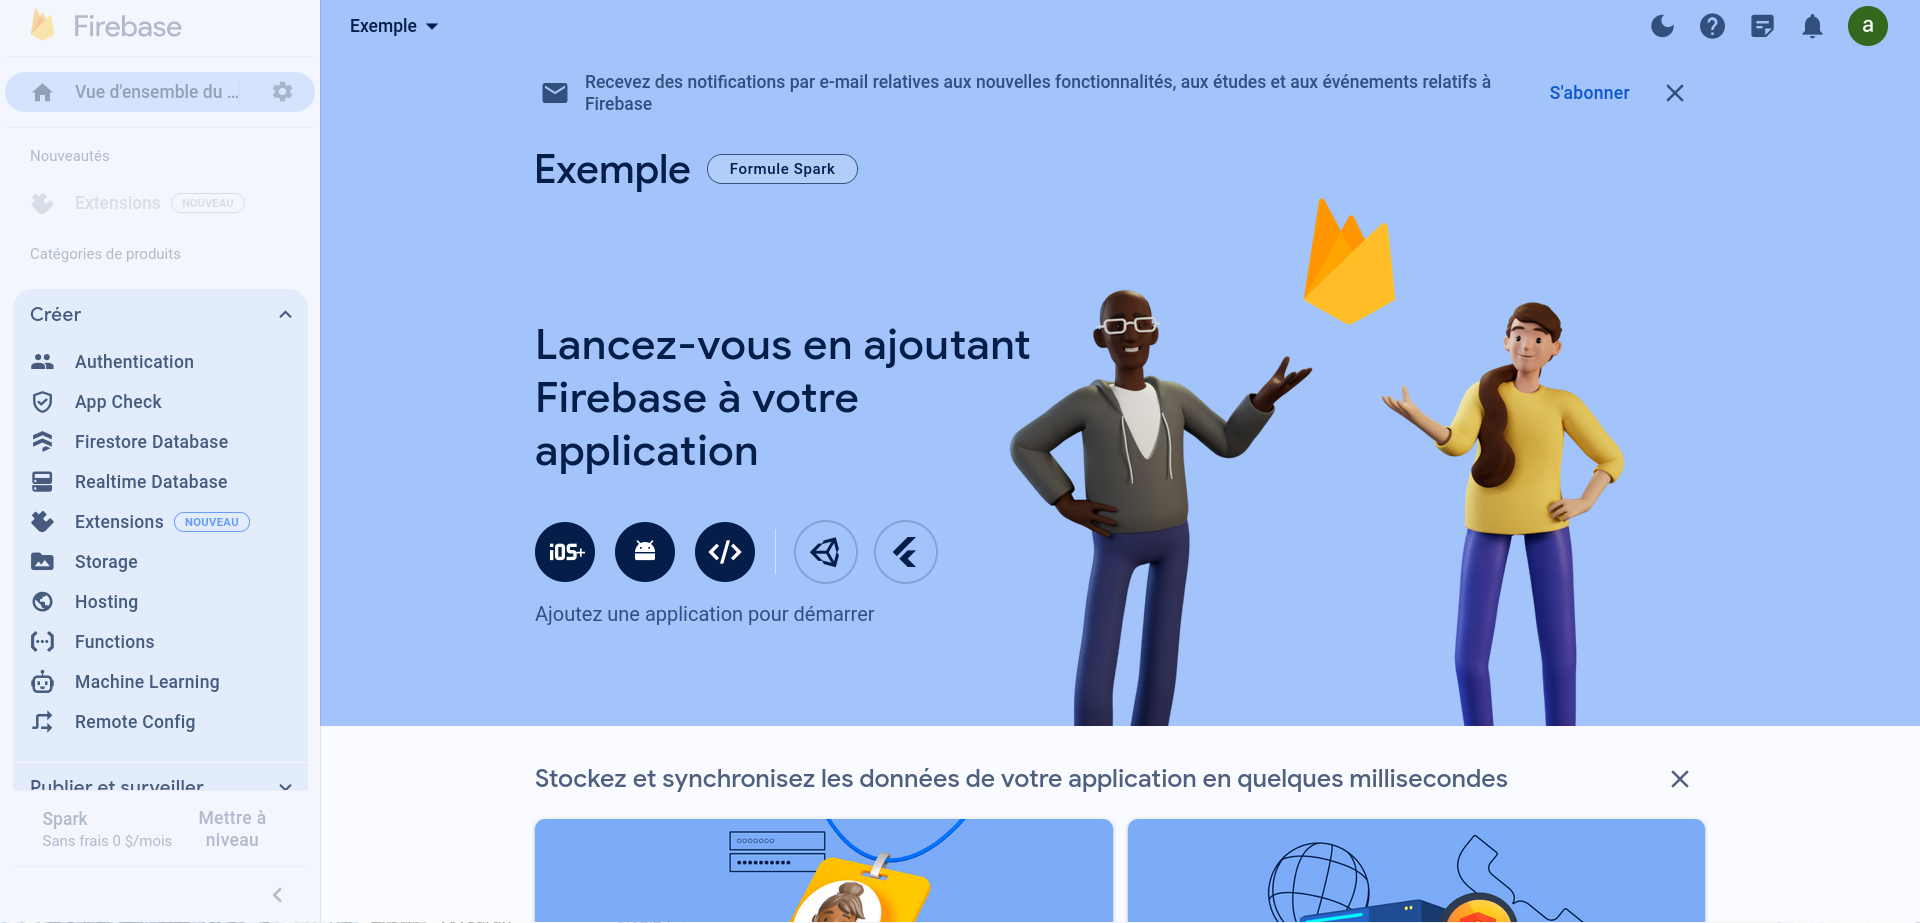 Firebase
Vue d'ensemble du ...
Nouveautés
Extensions NOUVEAU
Catégories de produits
Créer
Authentication
App Check
Firestore Database
Realtime Database
Extensions NOUVEAU
Storage
Hosting
Functions
Machine Learning
Remote Config
Publier et surveiller
Spark
Sans frais 0 $/mois
Mettre à
niveau
Exemple
a
Recevez des notifications par e-mail relatives aux nouvelles fonctionnalités, aux études et aux événements relatifs à
Firebase
S'abonner
Exemple Formule Spark
Lancez-vous en ajoutant
Firebase à votre
application
iOS+
Ajoutez une application pour démarrer
Stockez et synchronisez les données de votre application en quelques millisecondes